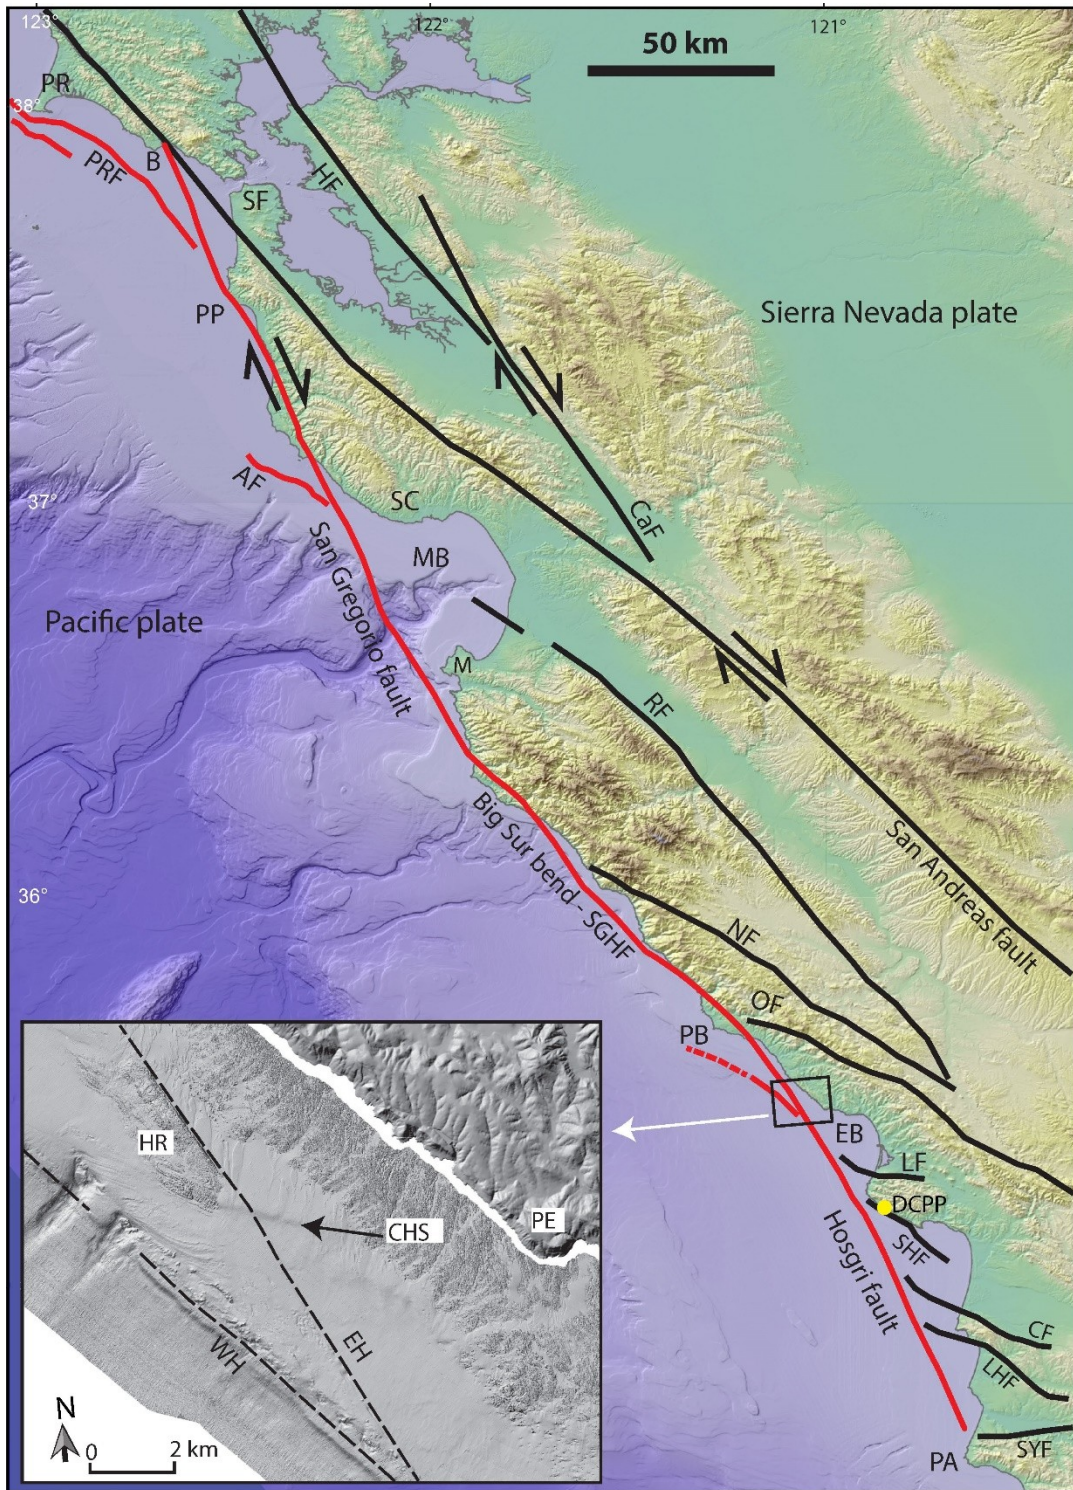 123°
122°
121°
50 km
PR
38°
PRF
B
SF
HF
Sierra Nevada plate
PP
AF
37°
SC
CaF
San Gregorio fault
MB
Pacific plate
M
RF
Big Sur bend - SGHF
San Andreas fault
36°
NF
OF
PB
EB
LF
DCPP
SHF
Hosgri fault
CF
LHF
SYF
PA
HR
PE
CHS
EH
WH
N
0 2 km